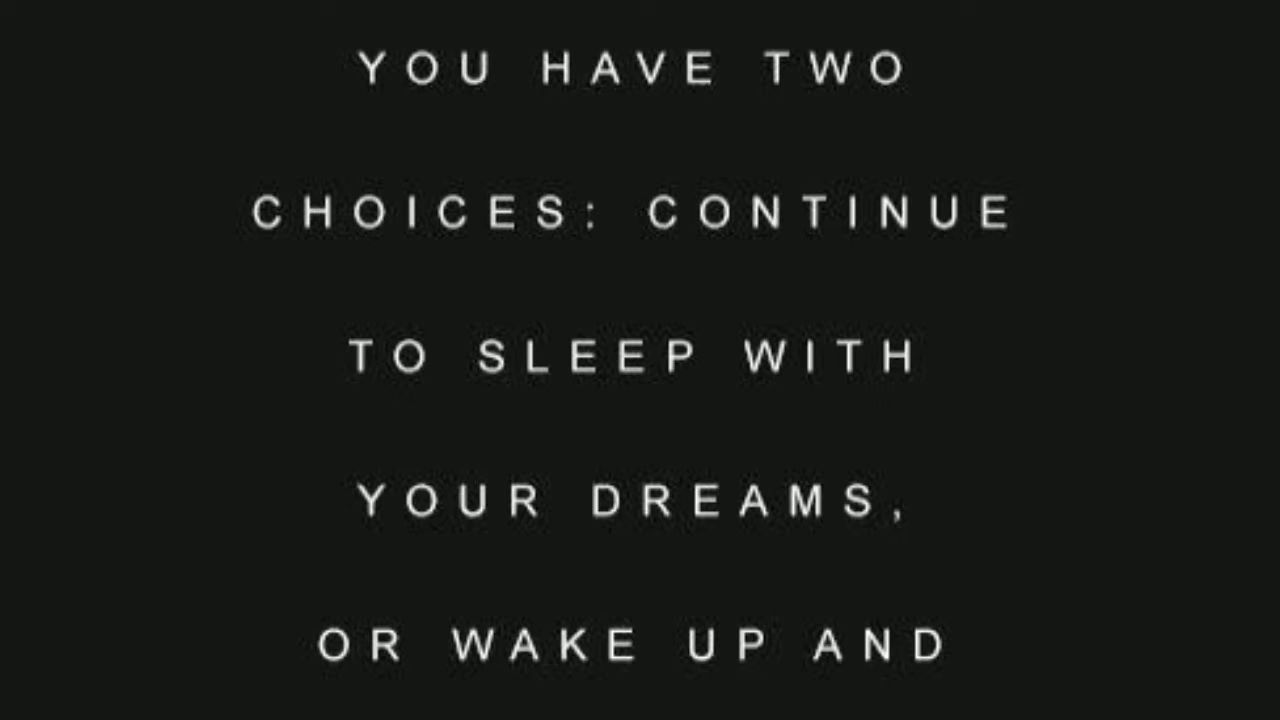 YOU HAVE TWO
CHOICES: CONTINUE
TO SLEEP WITH
YOUR DREAMS,
OR WAKE UP AND